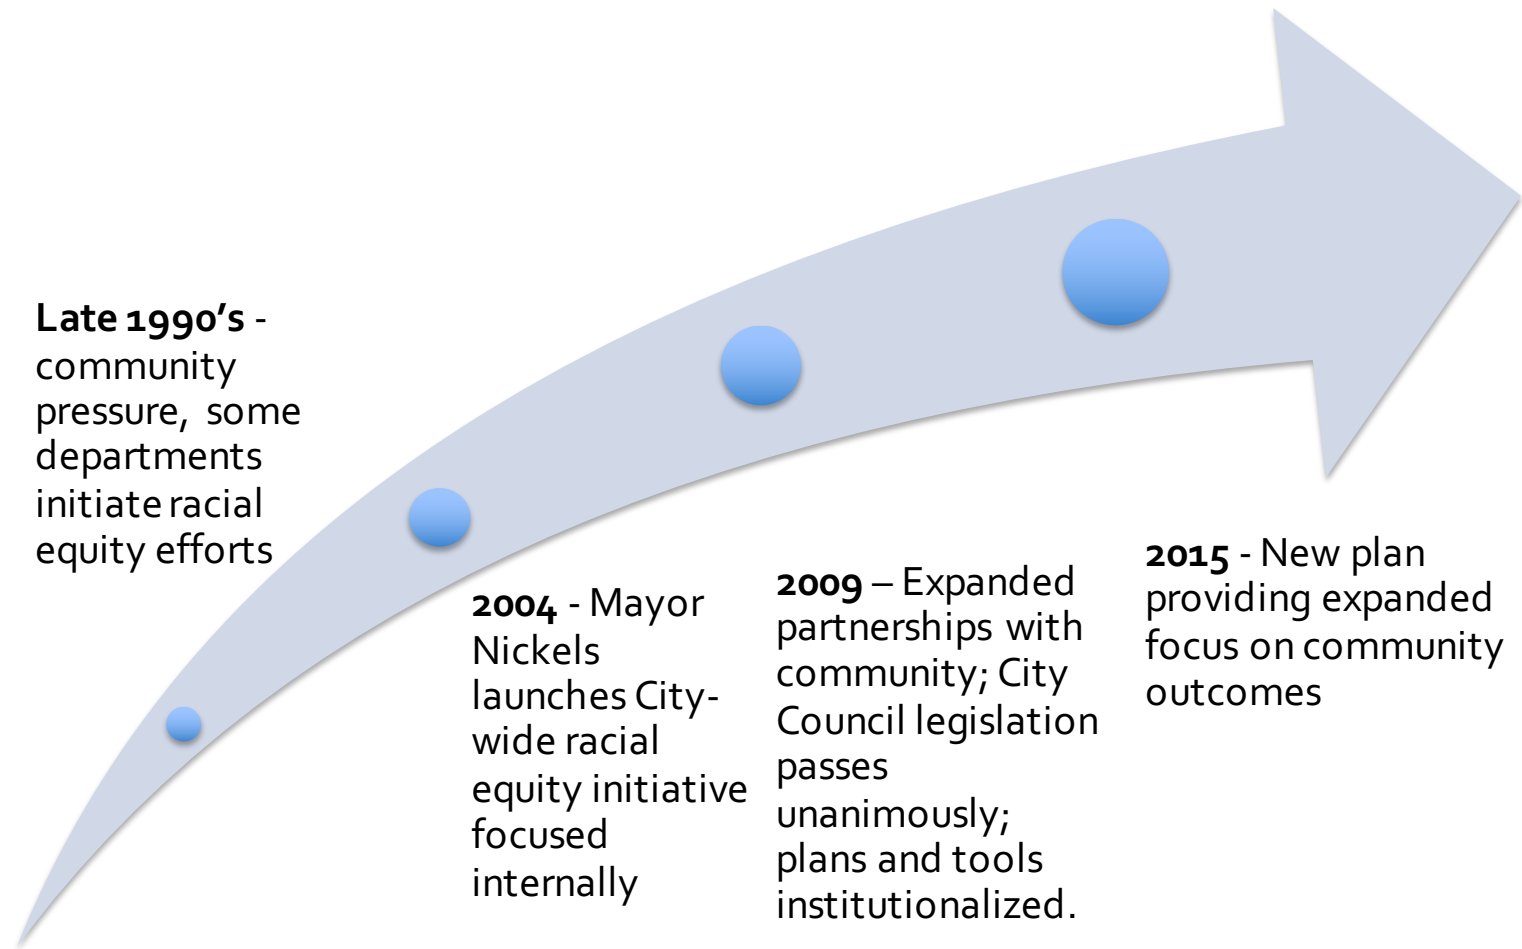 Late 1990’s -
community
pressure, some
departments
initiate racial
equity efforts
2004 - Mayor
Nickels
launches City-
wide racial
equity initiative
focused
internally
2009 – Expanded
partnerships with
community; City
Council legislation
passes
unanimously;
plans and tools
institutionalized.
2015 - New plan
providing expanded
focus on community
outcomes